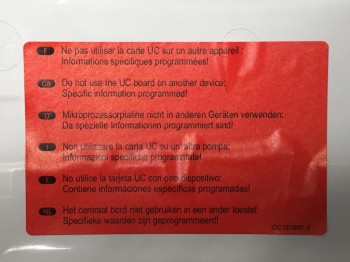 F Ne pas utiliser la carte UC sur un autre appareil :
Informations spécifiques programmées!
GB Do not use the UC board on another device:
Specific information programmed!
D Mikroprozessorplatine nicht in anderen Geräten verwenden:
Da spezielle Informationen programmiert sind!
I Non utilizzare la carta UC su un'altra pompa:
Informazioni specifiche programmate!
E No utilice la tarjeta UC con otro dispositivo:
Contiene informaciones específicas programadas!
NL Het centraal bord niet gebruiken in een ander toestel:
Specifieke waarden zijn geprogrammeerd!